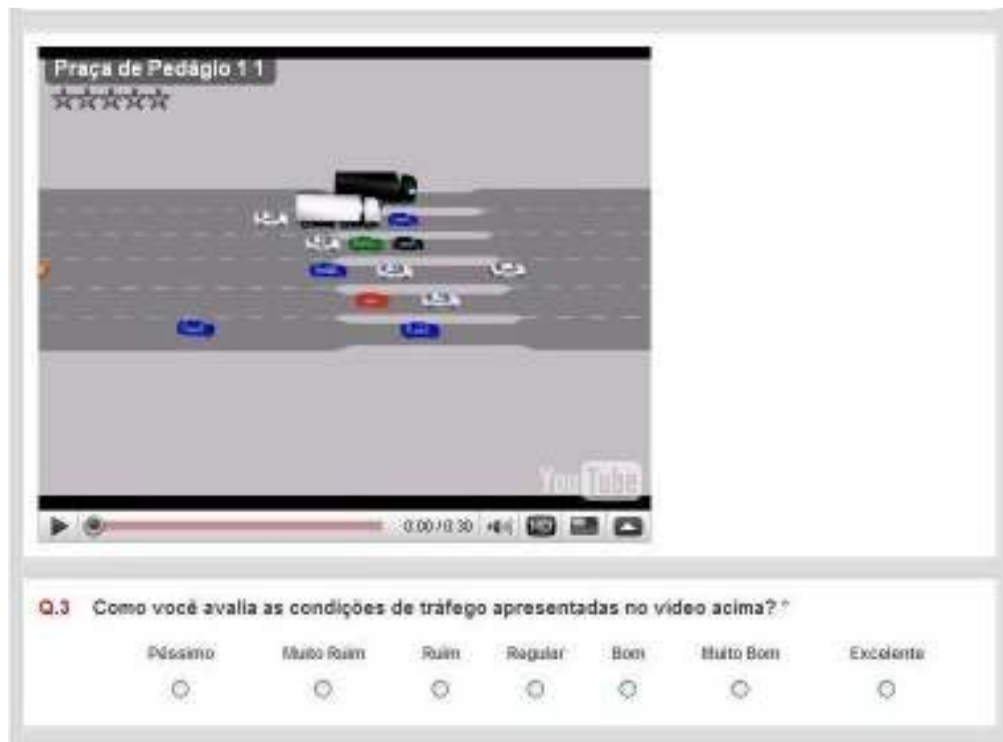 Praça de Pedágio 1 1
YouTube
0:00 / 0:30
HD
Q.3 Como você avalia as condições de tráfego apresentadas no vídeo acima? *
Péssimo Muito Ruim Ruim Regular Bom Muito Bom Excelente